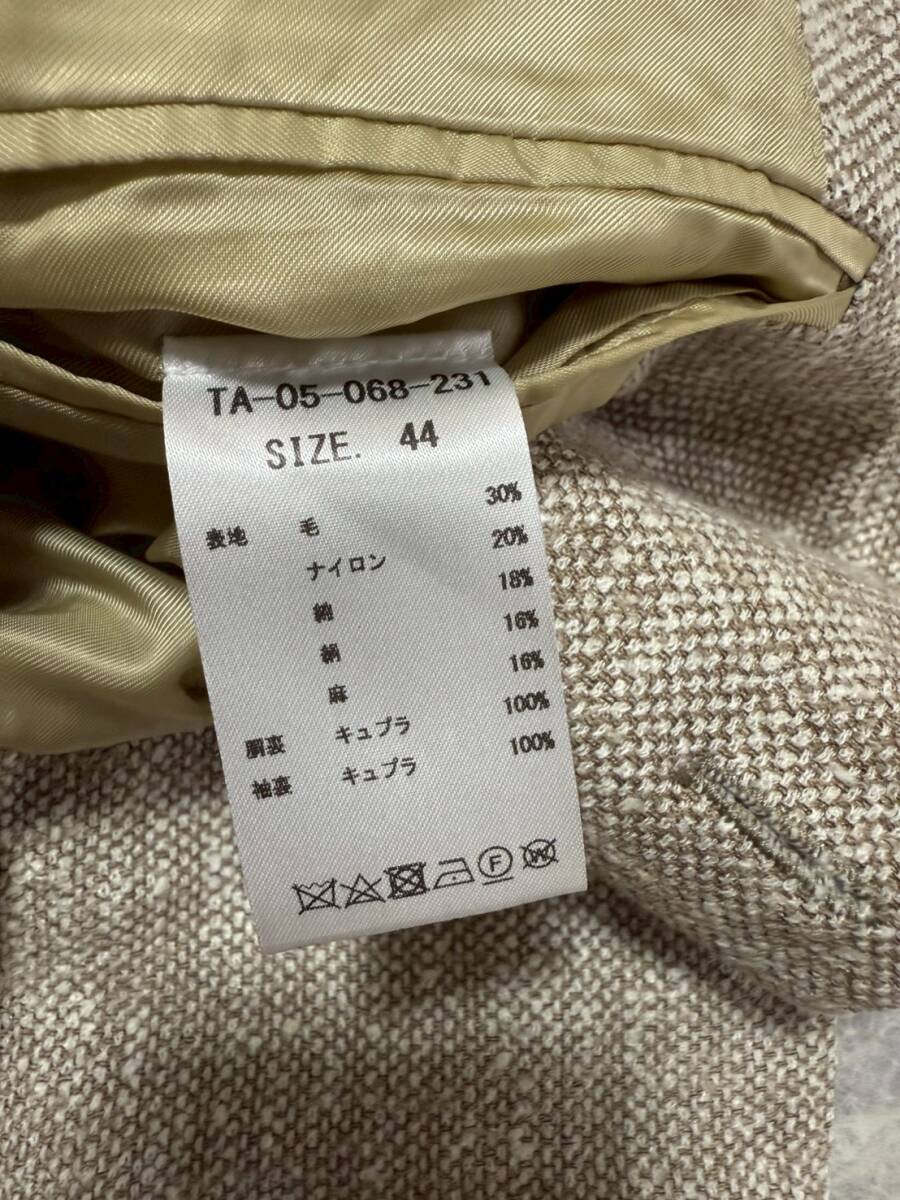 TA-05-068-231
SIZE. 44
表地 毛 30%
ナイロン 20%
綿 18%
絹 16%
麻 16%
胴裏 キュプラ 100%
袖裏 キュプラ 100%
F W